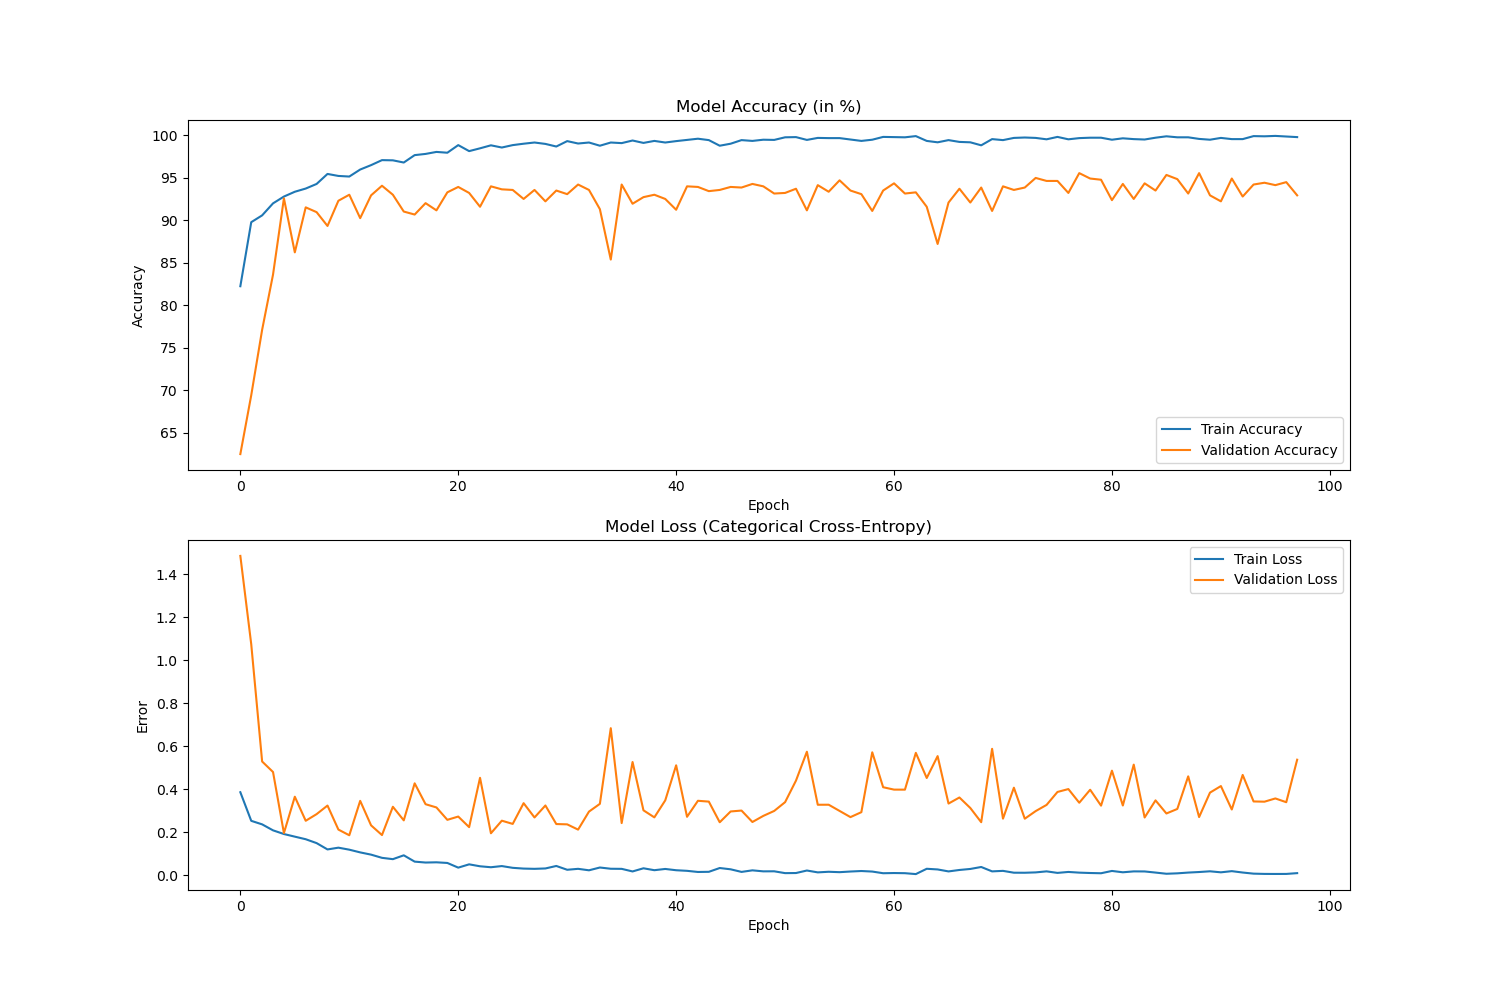 Model Accuracy (in %)
100
95
90
85
80
75
70
65
Accuracy
Train Accuracy
Validation Accuracy
0 20 40 60 80 100
Epoch
Model Loss (Categorical Cross-Entropy)
1.4
1.2
1.0
0.8
0.6
0.4
0.2
0.0
Error
Train Loss
Validation Loss
0 20 40 60 80 100
Epoch